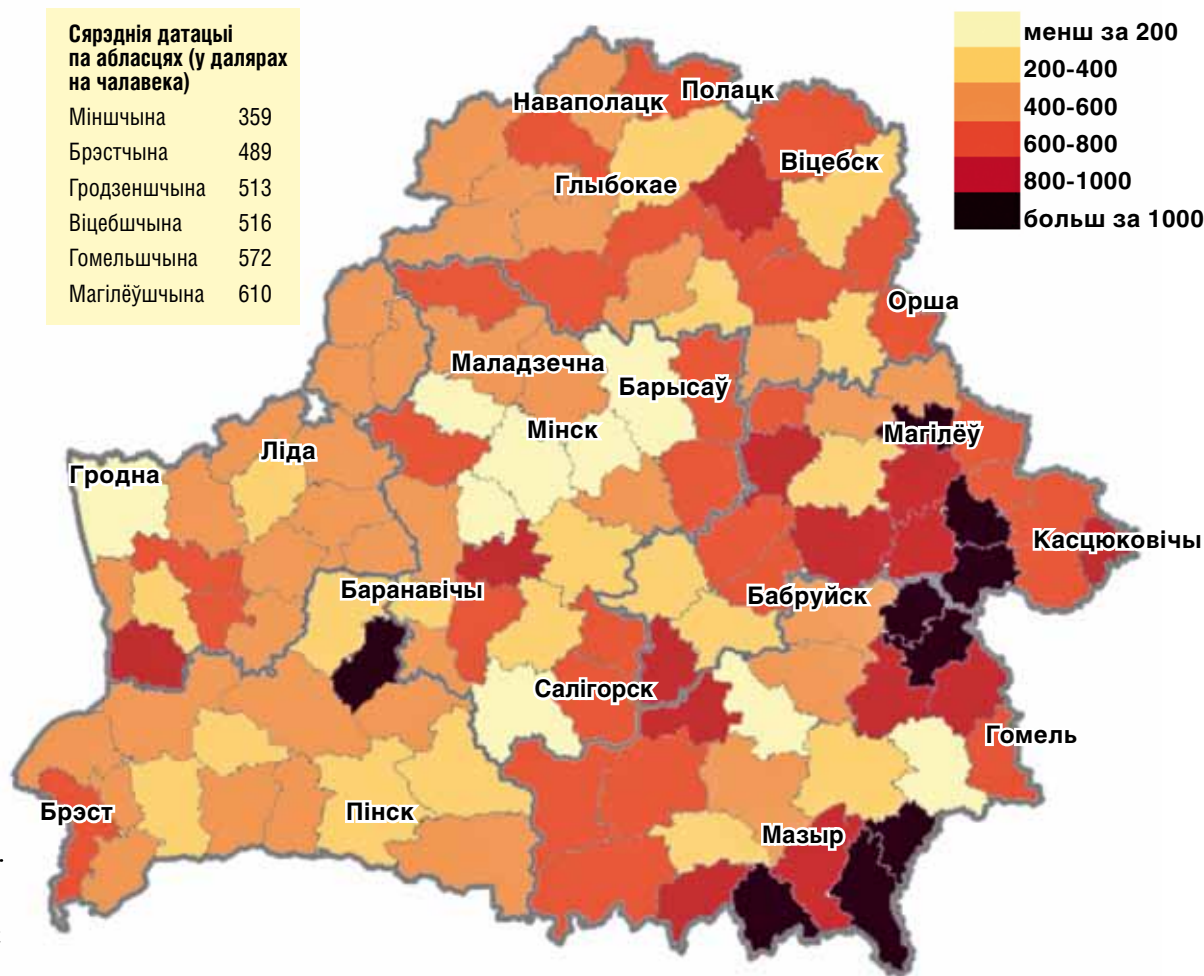 Сярэднія датацыі
па абласцях (у далярах
на чалавека)
Міншчына 359
Брэстчына 489
Гродзеншчына 513
Віцебшчына 516
Гомельшчына 572
Магілёўшчына 610
менш за 200
200-400
400-600
600-800
800-1000
больш за 1000
Полацк
Наваполацк
Віцебск
Глыбокае
Орша
Маладзечна
Барысаў
Мінск
Магілёў
Ліда
Гродна
Касцюковічы
Баранавічы
Бабруйск
Салігорск
Гомель
Брэст
Пінск
Мазыр